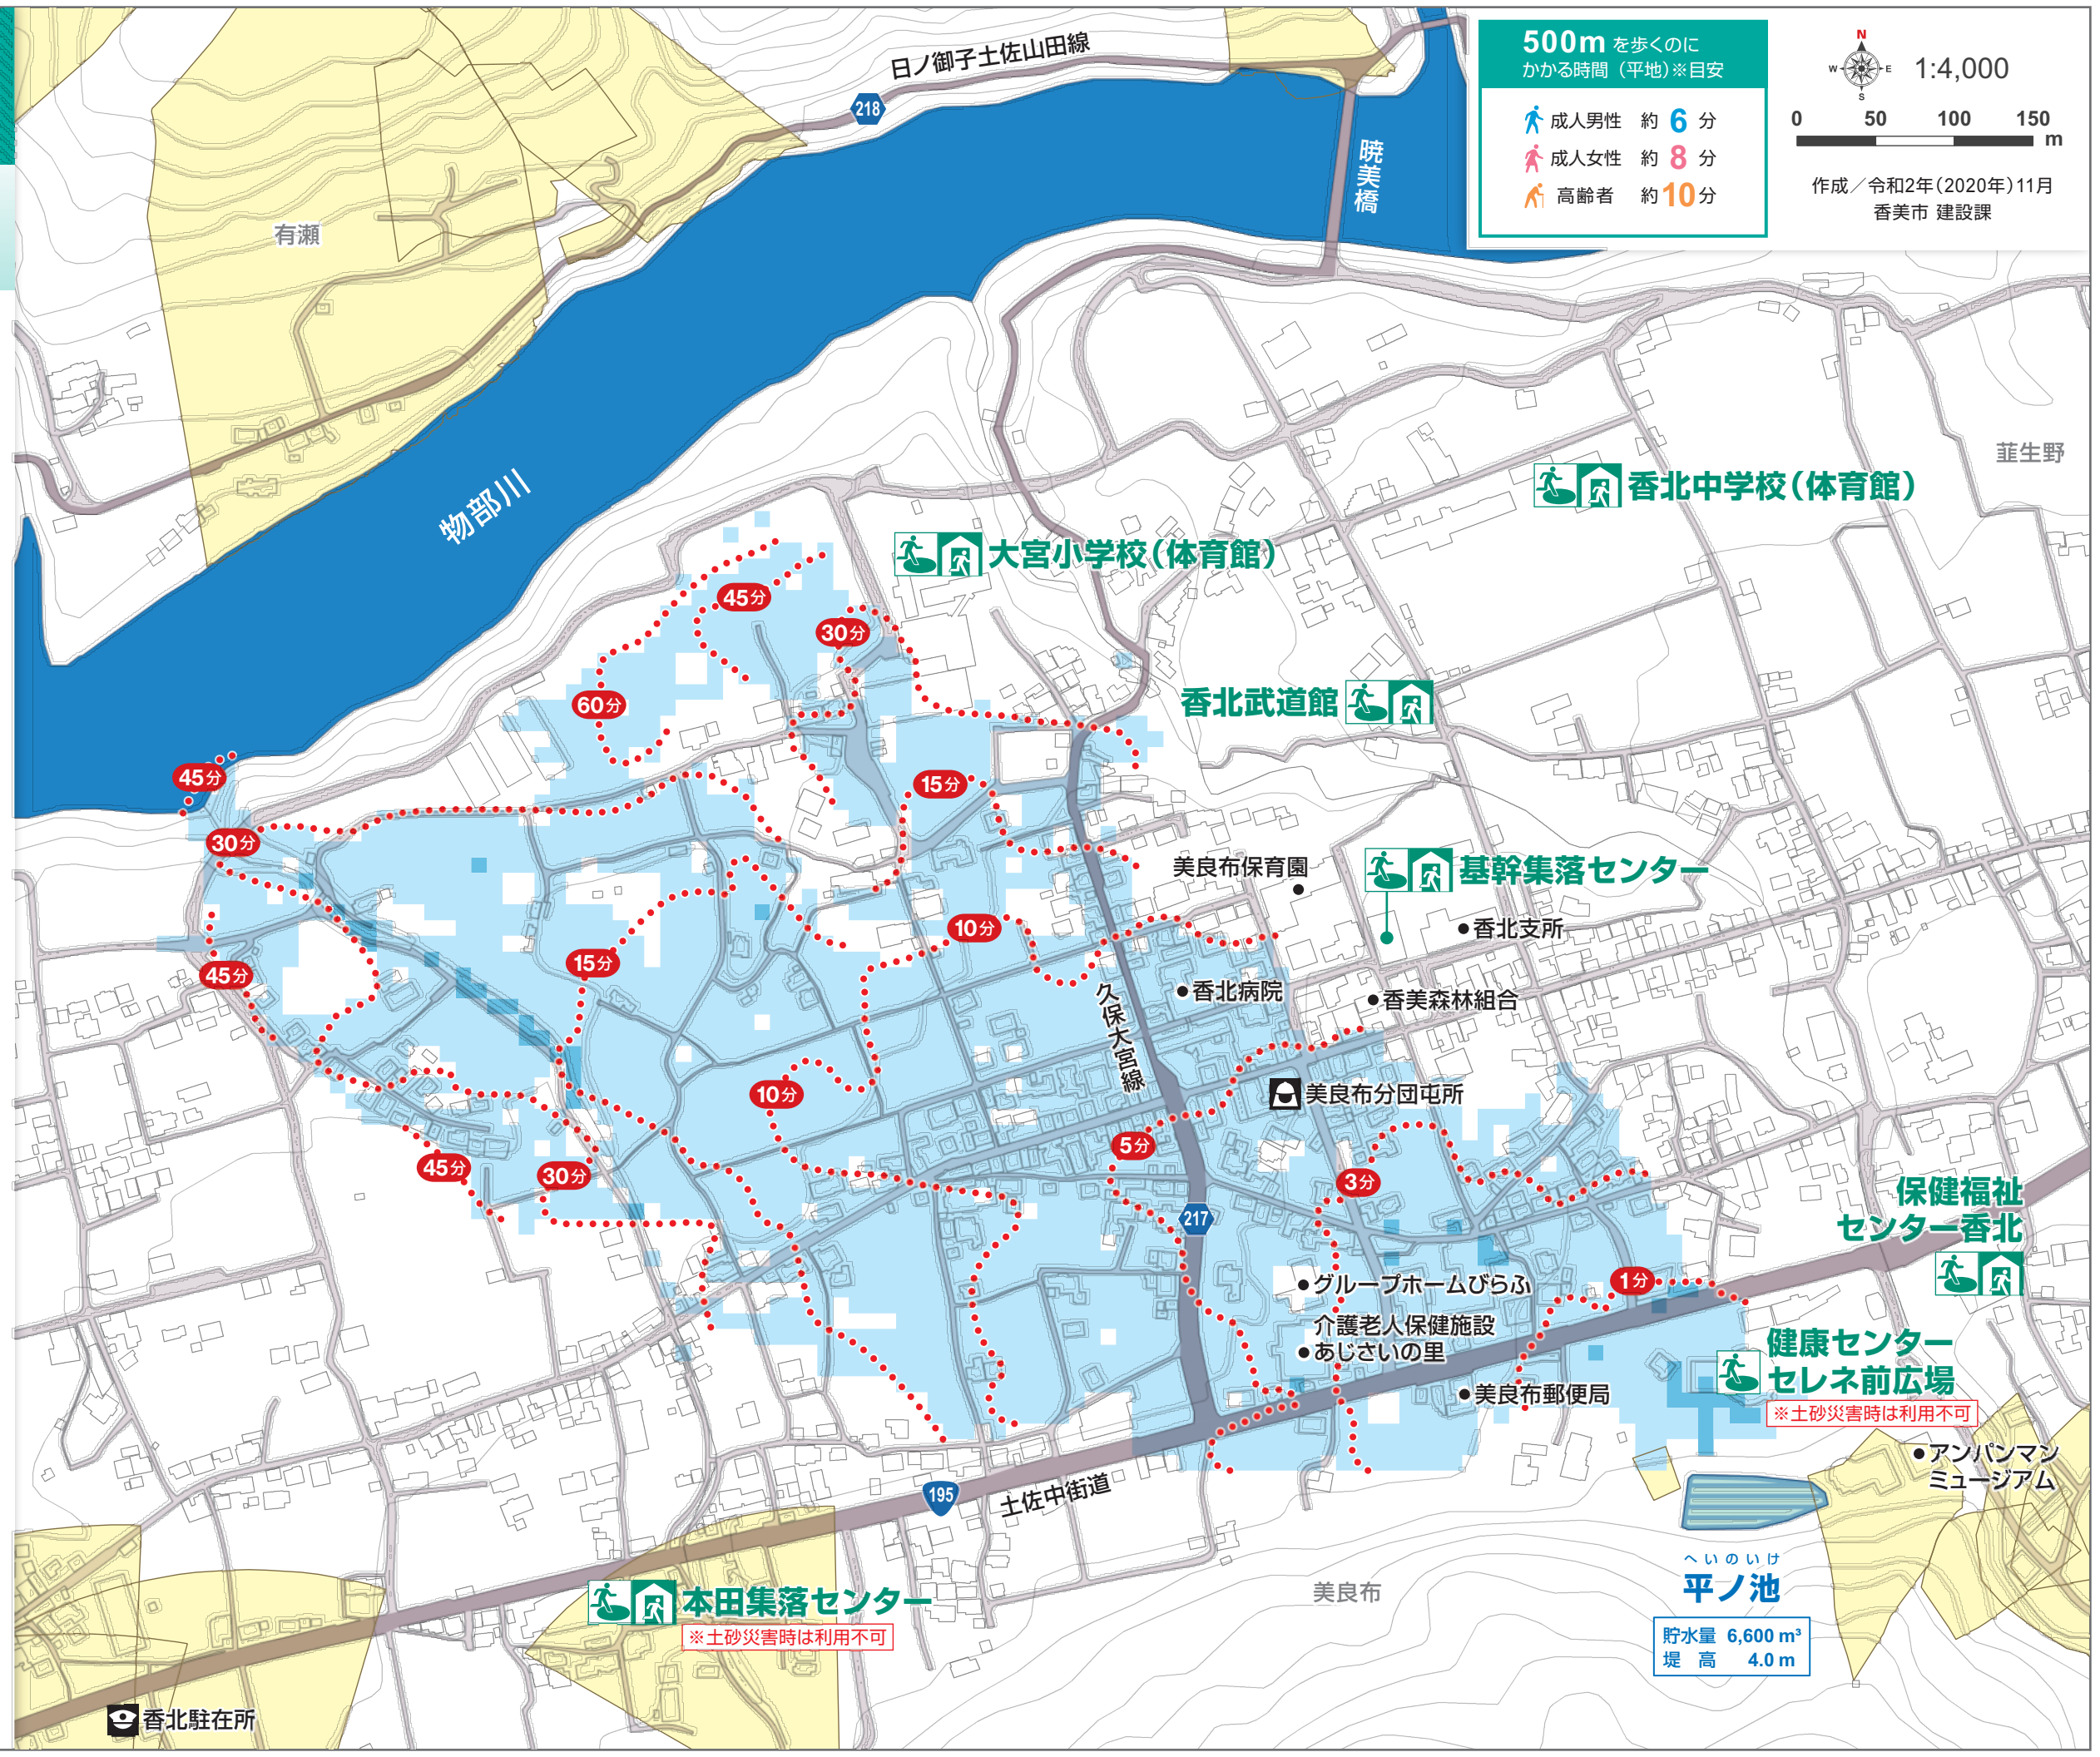 日ノ御子土佐山田線
218
暁美橋
500m を歩くのに
かかる時間（平地）※目安
成人男性 約 6 分
成人女性 約 8 分
高齢者 約 10 分
N
W E
S
1:4,000
0 50 100 150
m
作成／令和2年(2020年)11月
香美市 建設課
有瀬
物部川
韮生野
香北中学校(体育館)
大宮小学校(体育館)
45分
30分
60分
香北武道館
45分
15分
30分
美良布保育園
基幹集落センター
香北支所
10分
15分
45分
香北病院
香美森林組合
久保大宮線
10分
美良布分団屯所
5分
45分
30分
3分
217
保健福祉
センター香北
グループホームびらふ
1分
介護老人保健施設
あじさいの里
健康センター
セレネ前広場
※土砂災害時は利用不可
美良布郵便局
アンパンマン
ミュージアム
195
土佐中街道
へいのいけ
平ノ池
貯水量 6,600 m³
堤 高 4.0 m
美良布
本田集落センター
※土砂災害時は利用不可
香北駐在所